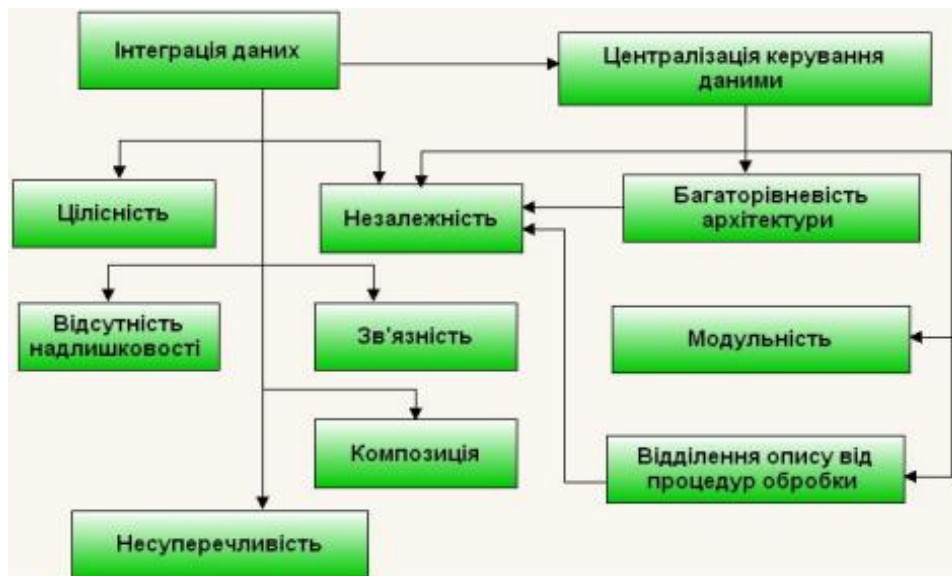 Інтеграція даних
Централізація керування
даними
Цілісність
Незалежність
Багаторівневість
архітектури
Відсутність
надлишковості
Зв'язність
Модульність
Композиція
Відділення опису від
процедур обробки
Несуперечливість